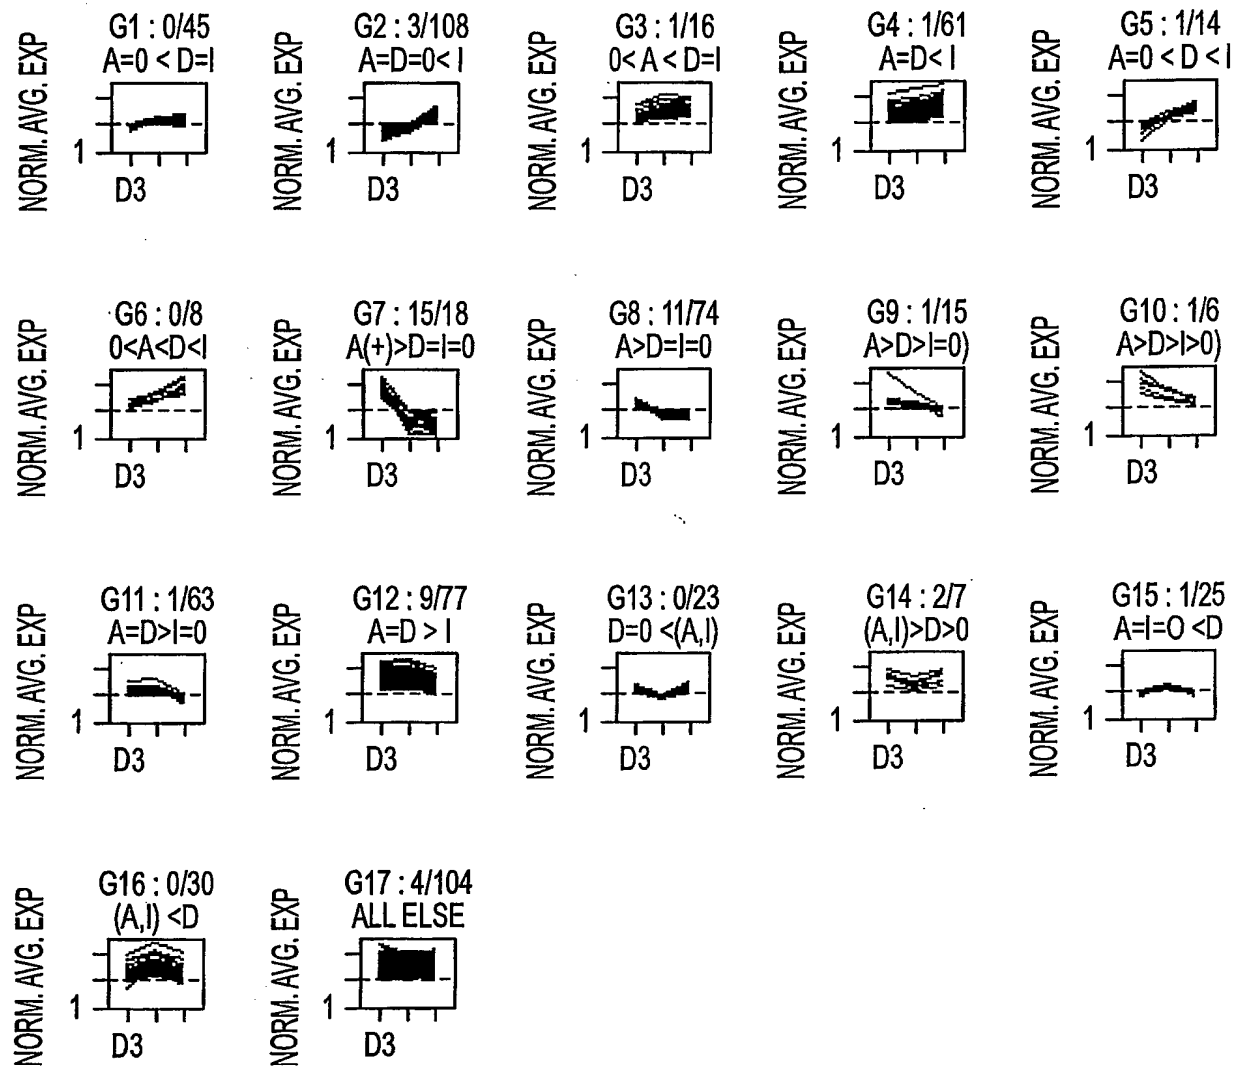 G1 : 0/45
A=0 < D=I
NORM. AVG. EXP
1
D3
G2 : 3/108
A=D=0< I
NORM. AVG. EXP
1
D3
G3 : 1/16
0< A < D=I
NORM. AVG. EXP
1
D3
G4 : 1/61
A=D< I
NORM. AVG. EXP
1
D3
G5 : 1/14
A=0 < D < I
NORM. AVG. EXP
1
D3
G6 : 0/8
0<A<D<I
NORM. AVG. EXP
1
D3
G7 : 15/18
A(+)>D=I=0
NORM. AVG. EXP
1
D3
G8 : 11/74
A>D=I=0
NORM. AVG. EXP
1
D3
G9 : 1/15
A>D>I=0)
NORM. AVG. EXP
1
D3
G10 : 1/6
A>D>I>0)
NORM. AVG. EXP
1
D3
G11 : 1/63
A=D>I=0
NORM. AVG. EXP
1
D3
G12 : 9/77
A=D > I
NORM. AVG. EXP
1
D3
G13 : 0/23
D=0 <(A,I)
NORM. AVG. EXP
1
D3
G14 : 2/7
(A,I)>D>0
NORM. AVG. EXP
1
D3
G15 : 1/25
A=I=O <D
NORM. AVG. EXP
1
D3
G16 : 0/30
(A,I) <D
NORM. AVG. EXP
1
D3
G17 : 4/104
ALL ELSE
NORM. AVG. EXP
1
D3